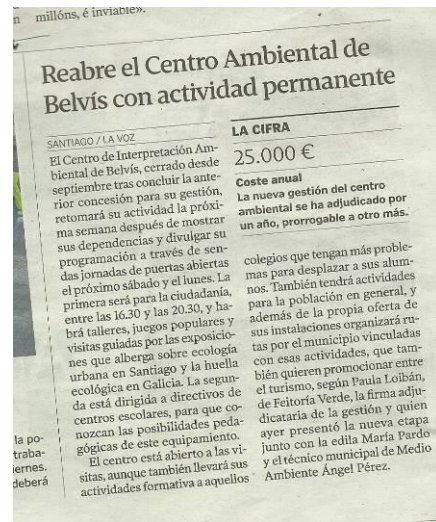 n millóns, é inviable».
Reabre el Centro Ambiental de
Belvís con actividad permanente
SANTIAGO / LA VOZ
El Centro de Interpretación Am-
biental de Belvís, cerrado desde
septiembre tras concluir la ante-
rior concesión para su gestión,
retomará su actividad la próxi-
ma semana después de mostrar
sus dependencias y divulgar su
programación a través de sen-
das jornadas de puertas abiertas
el próximo sábado y el lunes. La
primera será para la ciudadanía,
entre las 16.30 y las 20.30, y ha-
brá talleres, juegos populares y
visitas guiadas por las exposicio-
nes que alberga sobre ecología
urbana en Santiago y la huella
ecológica en Galicia. La segun-
da está dirigida a directivos de
centros escolares, para que co-
nozcan las posibilidades peda-
gógicas de este equipamiento.
El centro está abierto a las vi-
sitas, aunque también llevará sus
actividades formativa a aquellos
LA CIFRA
25.000 €
Coste anual
La nueva gestión del centro
ambiental se ha adjudicado por
un año, prorrogable a otro más.
colegios que tengan más proble-
mas para desplazar a sus alum-
nos. También tendrá actividades
para la población en general, y
además de la propia oferta de
sus instalaciones organizará ru-
tas por el municipio vinculadas
con esas actividades, que tam-
bién quieren promocionar entre
el turismo, según Paula Loibán,
de Feitoría Verde, la firma adju-
dicataria de la gestión y quien
ayer presentó la nueva etapa
junto con la edila María Pardo
y el técnico municipal de Medio
Ambiente Ángel Pérez.
la po-
traba-
iernes.
deberá